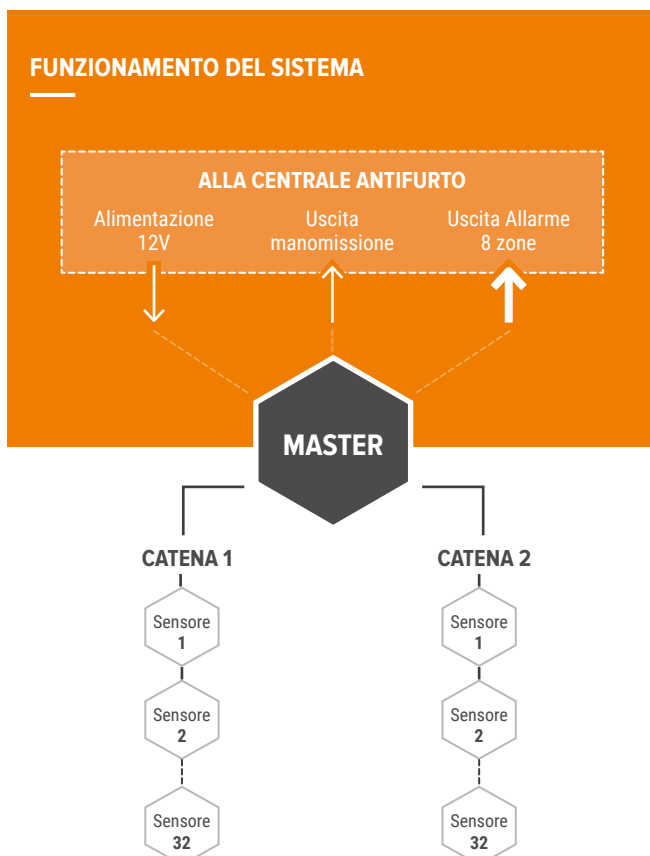 FUNZIONAMENTO DEL SISTEMA
ALLA CENTRALE ANTIFURTO
Alimentazione
12V
Uscita
manomissione
Uscita Allarme
8 zone
MASTER
CATENA 1
Sensore
1
Sensore
2
Sensore
32
CATENA 2
Sensore
1
Sensore
2
Sensore
32